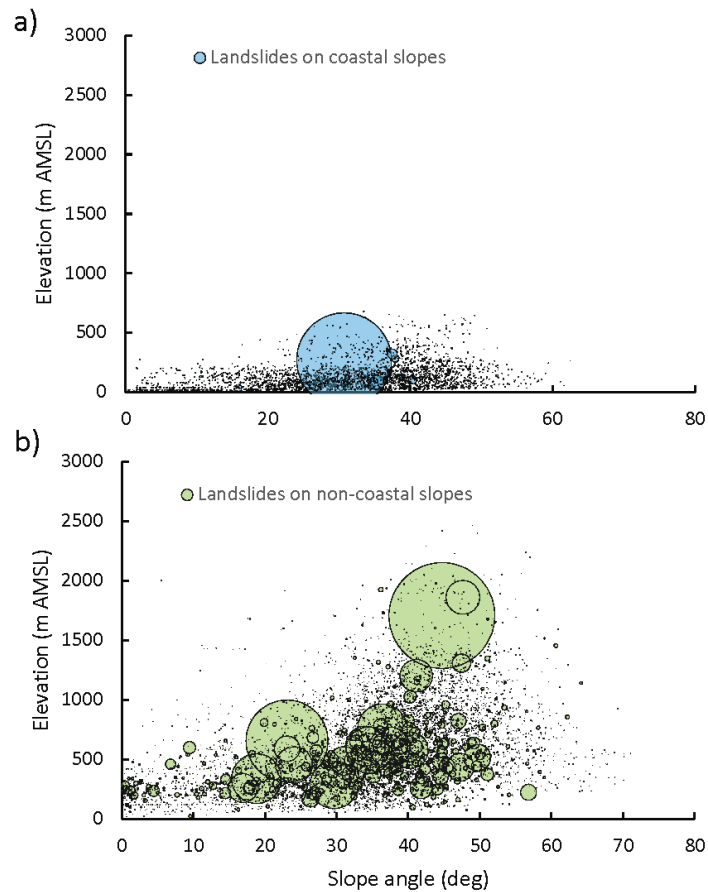 a)
3000
Landslides on coastal slopes
2500
2000
1500
1000
500
0
Elevation (m AMSL)
0 20 40 60 80
b)
3000
Landslides on non-coastal slopes
2500
2000
1500
1000
500
0
Elevation (m AMSL)
0 10 20 30 40 50 60 70 80
Slope angle (deg)